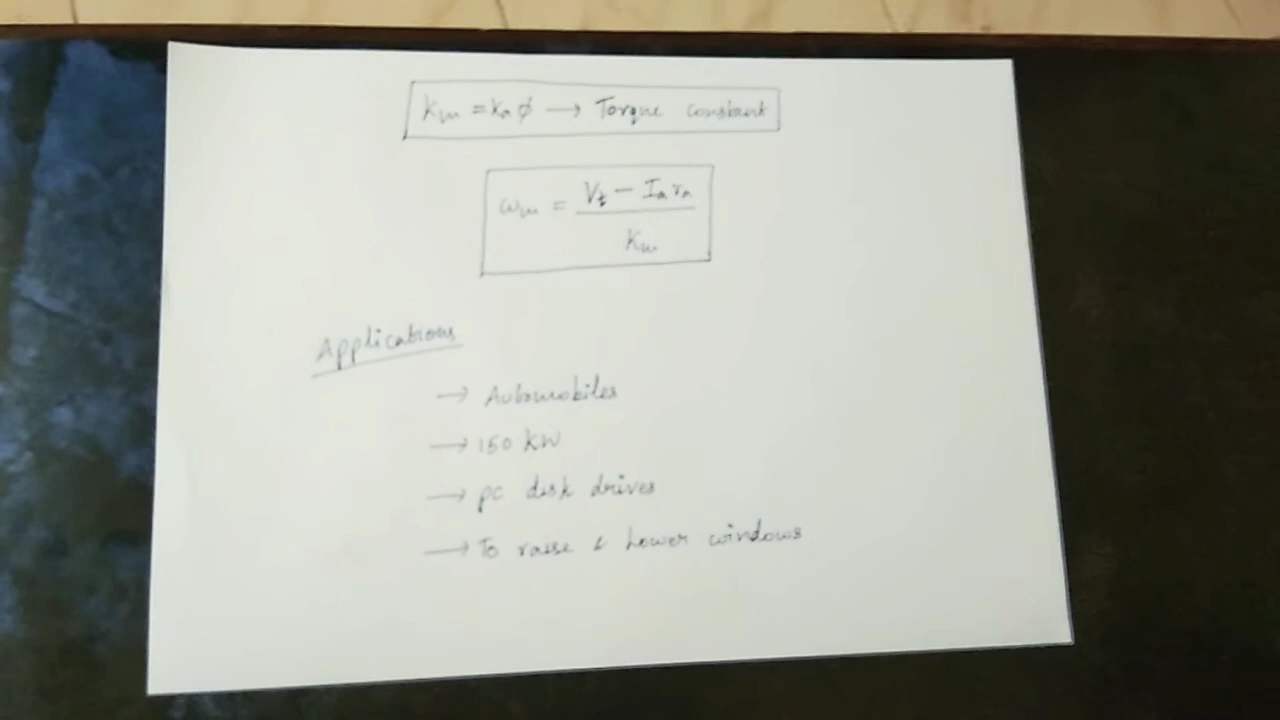 Km = Ka ϕ → Torque constant
ωm = (Vt - Ia ra) / Km
Applications
→ Automobiles
→ 150 KW
→ PC disk drives
→ To raise & Lower windows